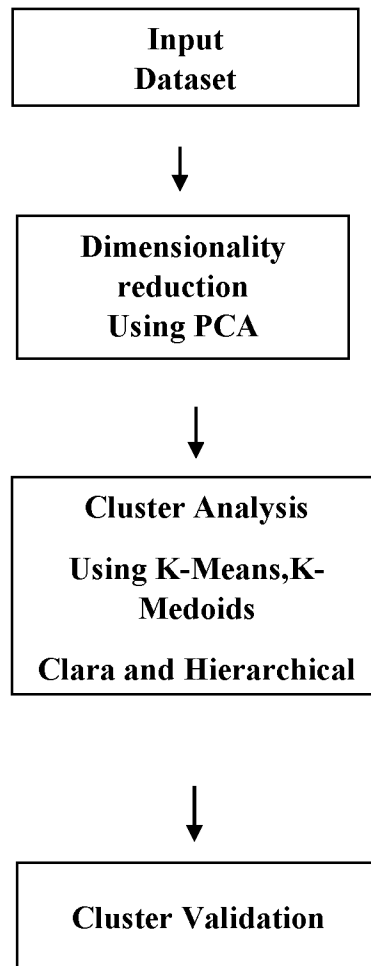 Input
Dataset
Dimensionality
reduction
Using PCA
Cluster Analysis
Using K-Means,K-
Medoids
Clara and Hierarchical
Cluster Validation